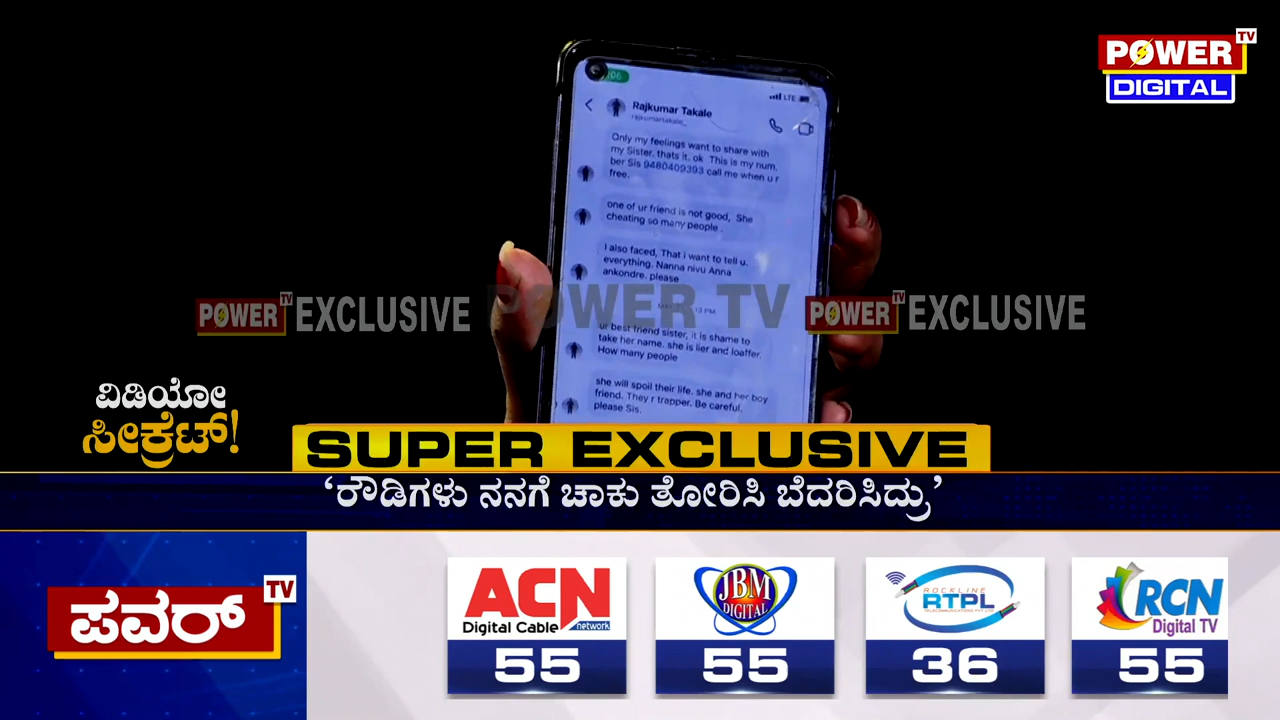 POWER TV
DIGITAL
06
LTE
Rajkumar Takale
rajkumartakale_
Only my feelings want to share with
my Sister. thats it. ok This is my num.
ber Sis 9480409393 call me when u r
free.
one of ur friend is not good, She
cheating so many people .
I also faced, That i want to tell u.
everything. Nanna nivu Anna
ankondre. please
POWER TV EXCLUSIVE
POWER TV
POWER TV EXCLUSIVE
ur best friend sister, it is shame to
take her name. she is lier and loaffer.
How many people
she will spoil their life. she and her boy
friend. They r trapper. Be careful.
please Sis.
ವಿಡಿಯೋ
ಸೀಕ್ರೆಟ್!
SUPER EXCLUSIVE
‘ರೌಡಿಗಳು ನನಗೆ ಚಾಕು ತೋರಿಸಿ ಬೆದರಿಸಿದ್ರು’
ಪವರ್ TV
ACN
Digital Cable network
55
JBM
DIGITAL
55
ROCKLINE
RTPL
36
RCN
Digital TV
55